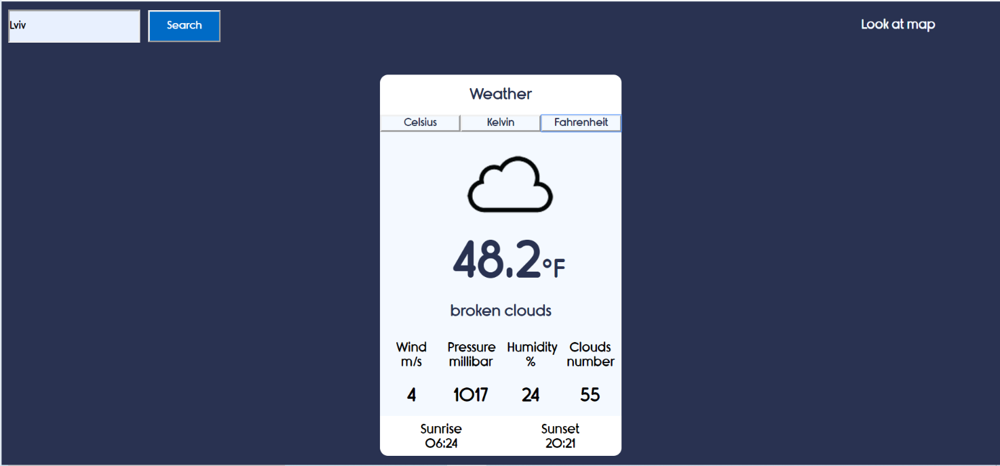 Lviv
Search
Look at map
Weather
Celsius Kelvin Fahrenheit
48.2°F
broken clouds
Wind Pressure Humidity Clouds
m/s millibar % number
4 1017 24 55
Sunrise Sunset
06:24 20:21